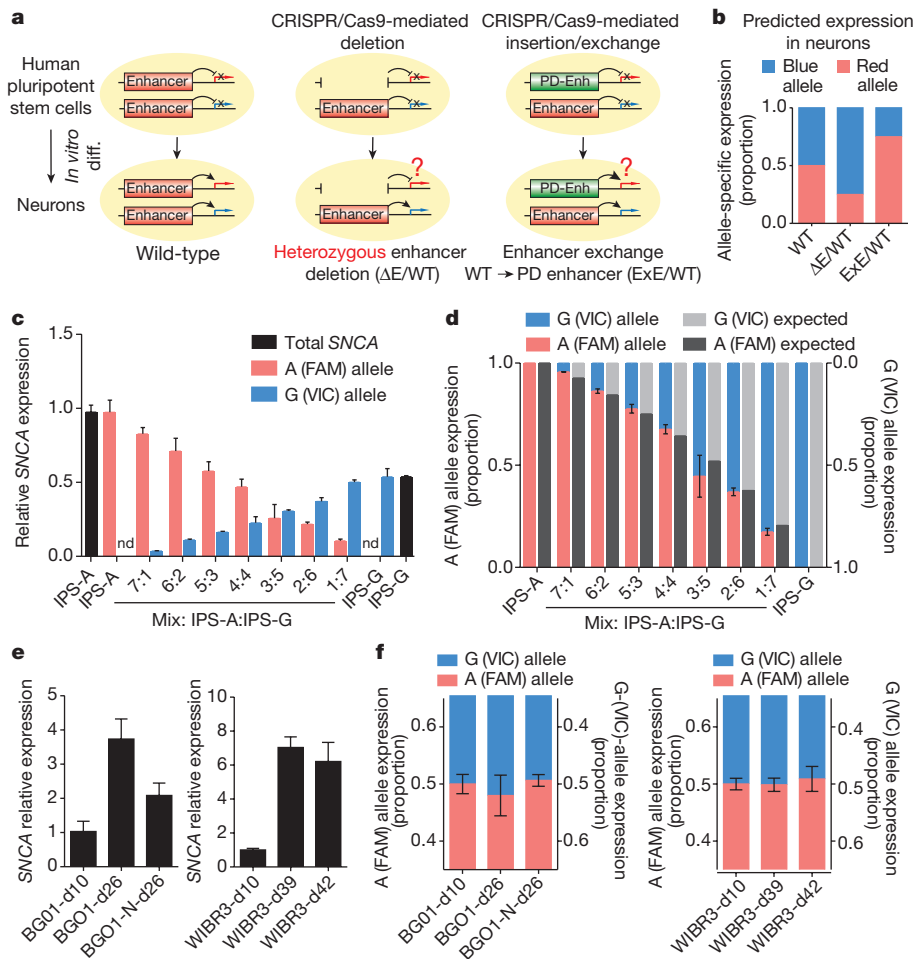 a
CRISPR/Cas9-mediated
deletion
CRISPR/Cas9-mediated
insertion/exchange
Human
pluripotent
stem cells
In vitro
diff.
Neurons
Enhancer
Enhancer
Enhancer
Enhancer
Wild-type
Enhancer
?
Enhancer
Heterozygous enhancer
deletion (ΔE/WT)
PD-Enh
Enhancer
?
PD-Enh
Enhancer
Enhancer exchange
WT → PD enhancer (ExE/WT)
b
Predicted expression
in neurons
Blue
allele
Red
allele
Allele-specific expression
(proportion)
1.0
0.5
0.0
WT
ΔE/WT
ExE/WT
c
Relative SNCA expression
1.5
1.0
0.5
0.0
Total SNCA
A (FAM) allele
G (VIC) allele
nd
nd
IPS-A
IPS-A
7:1
6:2
5:3
4:4
3:5
2:6
1:7
IPS-G
IPS-G
Mix: IPS-A:IPS-G
d
G (VIC) allele
A (FAM) allele
G (VIC) expected
A (FAM) expected
A (FAM) allele expression
(proportion)
1.0
0.5
0.0
0.0
0.5
1.0
G (VIC) allele expression
(proportion)
IPS-A
7:1
6:2
5:3
4:4
3:5
2:6
1:7
IPS-G
Mix: IPS-A:IPS-G
e
SNCA relative expression
5
4
3
2
1
0
BG01-d10
BGO1-d26
BGO1-N-d26
SNCA relative expression
10
8
6
4
2
0
WIBR3-d10
WIBR3-d39
WIBR3-d42
f
G (VIC) allele
A (FAM) allele
A (FAM) allele expression
(proportion)
0.6
0.5
0.4
0.4
0.5
0.6
G-(VIC)-allele expression
(proportion)
BG01-d10
BGO1-d26
BGO1-N-d26
G (VIC) allele
A (FAM) allele
A (FAM) allele expression
(proportion)
0.6
0.5
0.4
0.4
0.5
0.6
G (VIC) allele expression
(proportion)
WIBR3-d10
WIBR3-d39
WIBR3-d42